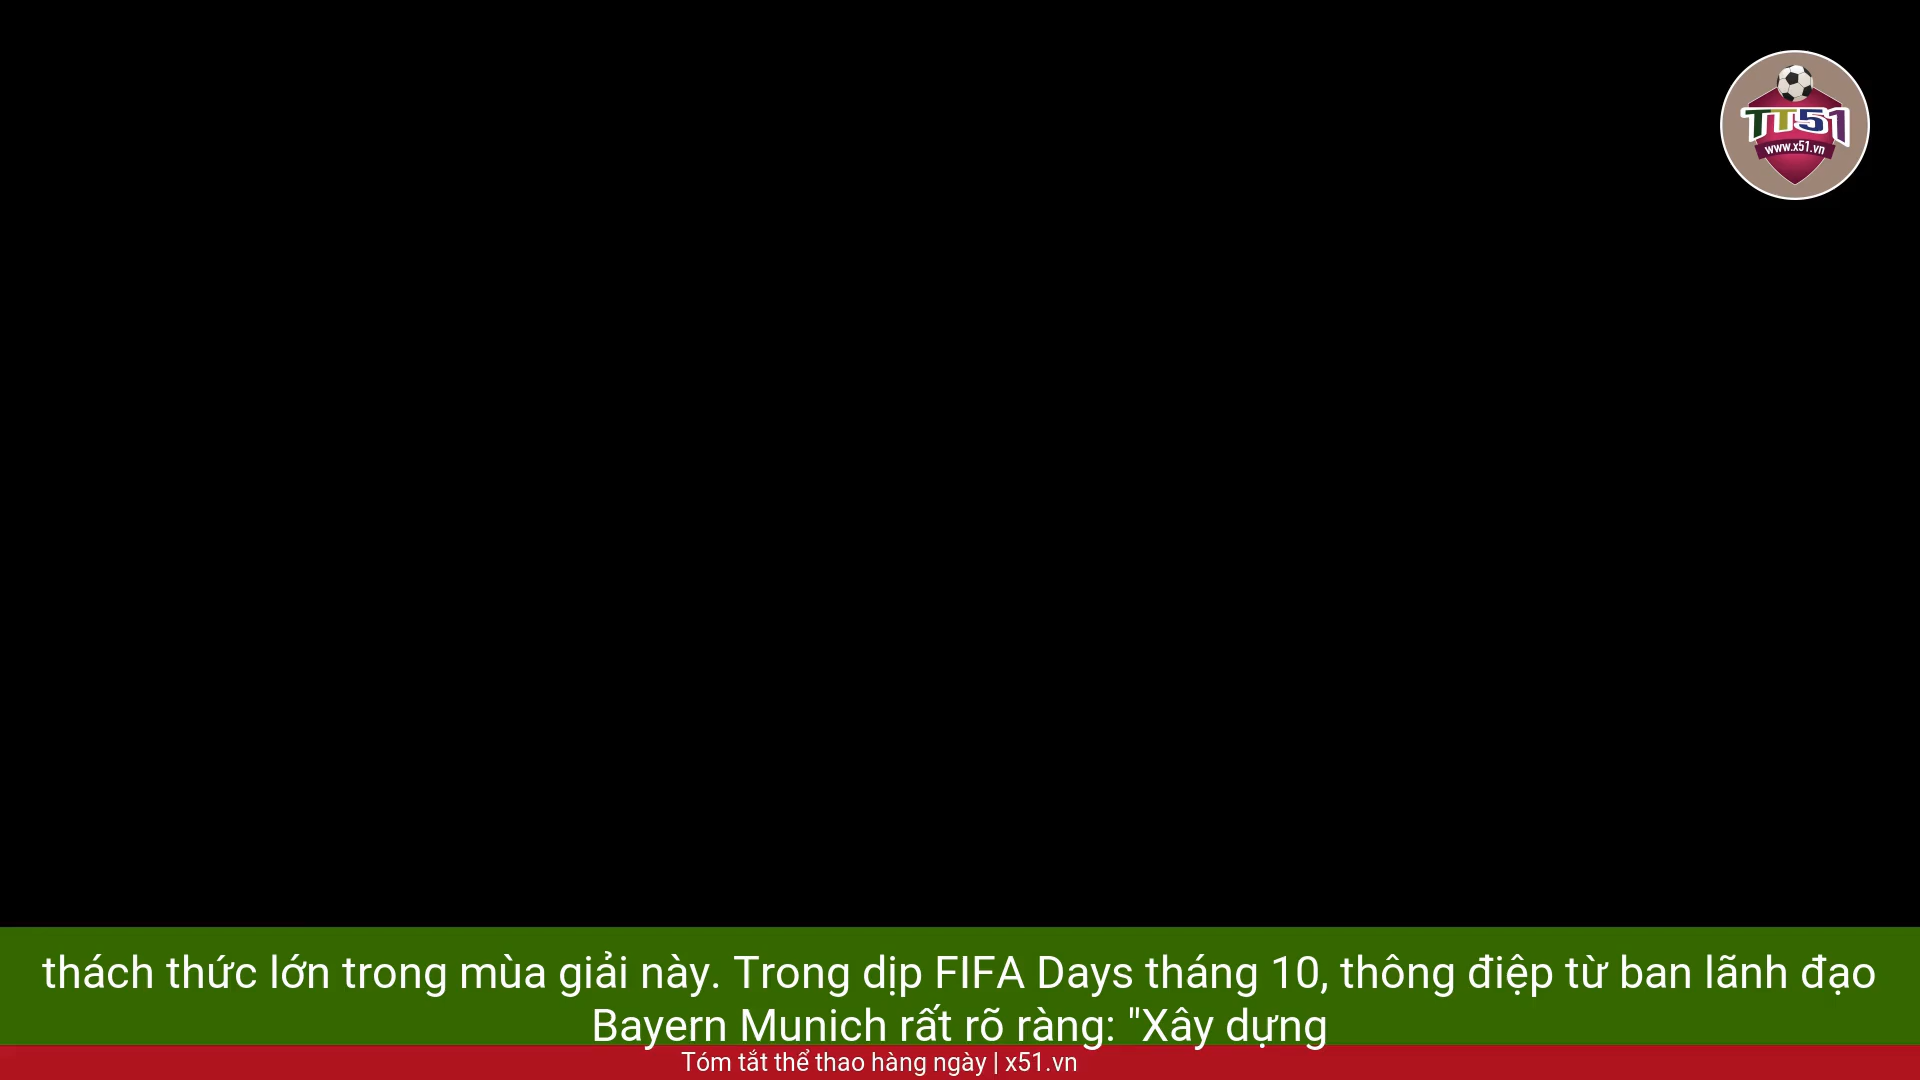 TT51
www.x51.vn
thách thức lớn trong mùa giải này. Trong dịp FIFA Days tháng 10, thông điệp từ ban lãnh đạo
Bayern Munich rất rõ ràng: "Xây dựng
Tóm tắt thể thao hàng ngày | x51.vn